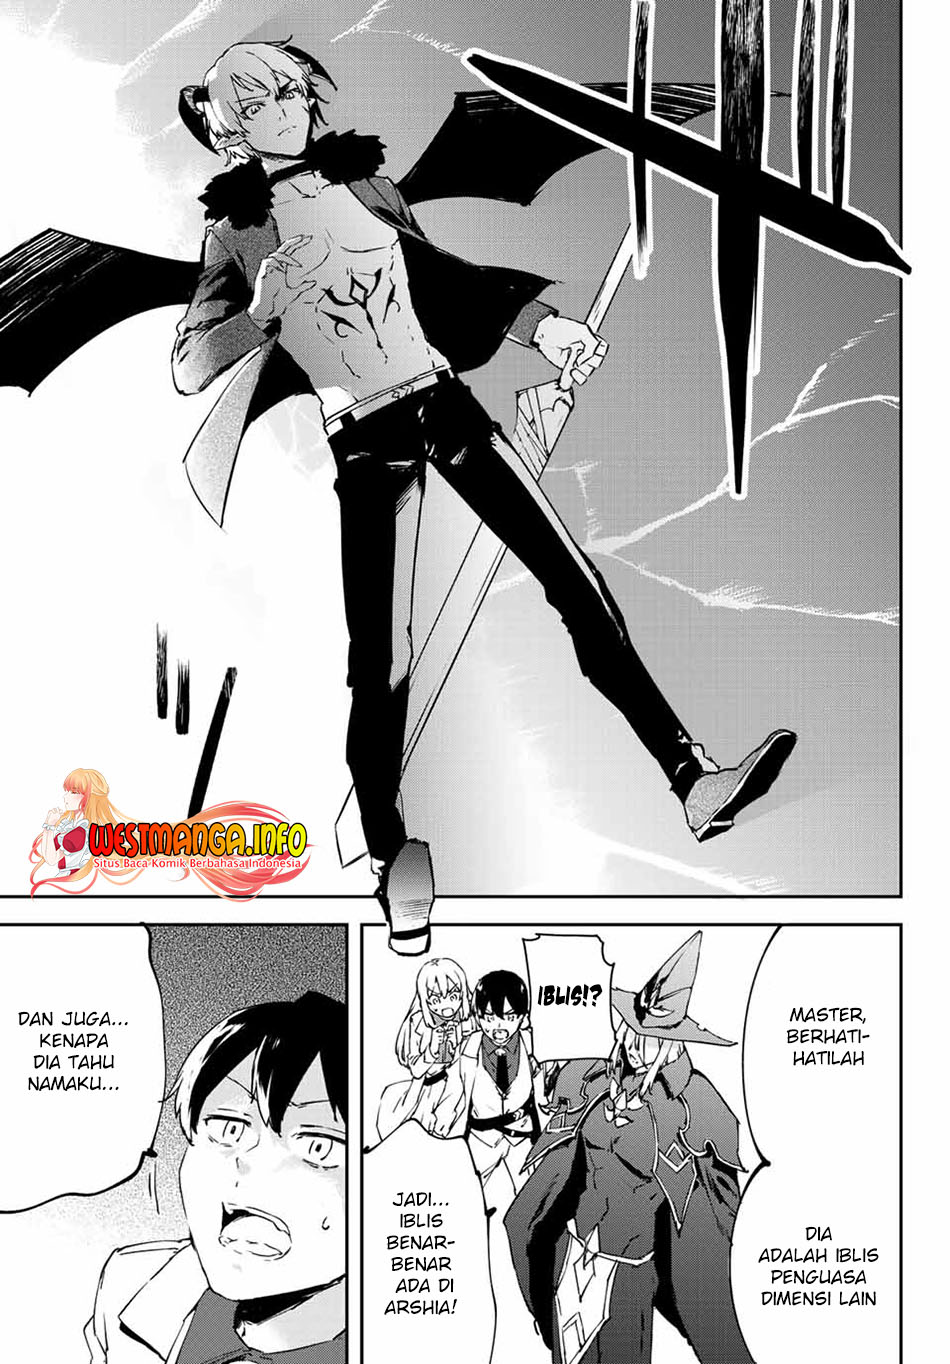 WESTMANGA.INFO
Situs Baca Komik Berbahasa Indonesia
MASTER,
BERHATI-
HATILAH
DIA
ADALAH IBLIS
PENGUASA
DIMENSI LAIN
IBLIS!?
JADI...
IBLIS
BENAR-
BENAR
ADA DI
ARSHIA!
DAN JUGA...
KENAPA
DIA TAHU
NAMAKU...